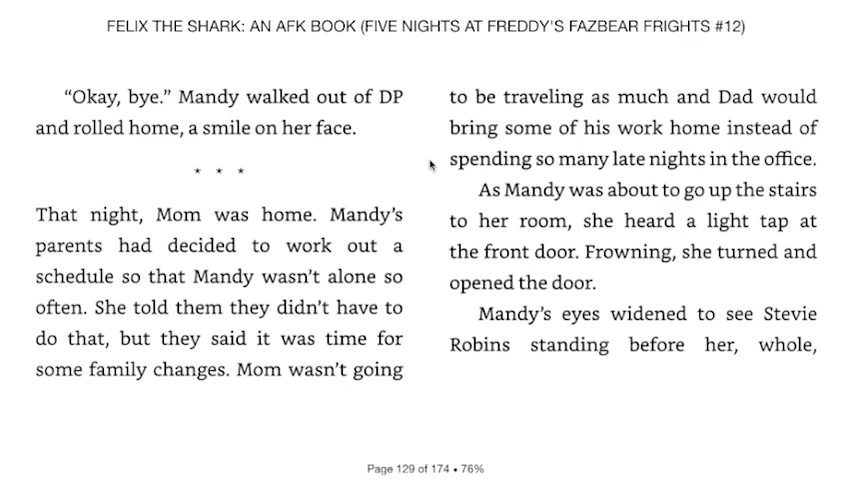 FELIX THE SHARK: AN AFK BOOK (FIVE NIGHTS AT FREDDY'S FAZBEAR FRIGHTS #12)
“Okay, bye.” Mandy walked out of DP
and rolled home, a smile on her face.
* * *
That night, Mom was home. Mandy’s
parents had decided to work out a
schedule so that Mandy wasn’t alone so
often. She told them they didn’t have to
do that, but they said it was time for
some family changes. Mom wasn’t going
to be traveling as much and Dad would
bring some of his work home instead of
spending so many late nights in the office.
As Mandy was about to go up the stairs
to her room, she heard a light tap at
the front door. Frowning, she turned and
opened the door.
Mandy’s eyes widened to see Stevie
Robins standing before her, whole,
Page 129 of 174 • 76%